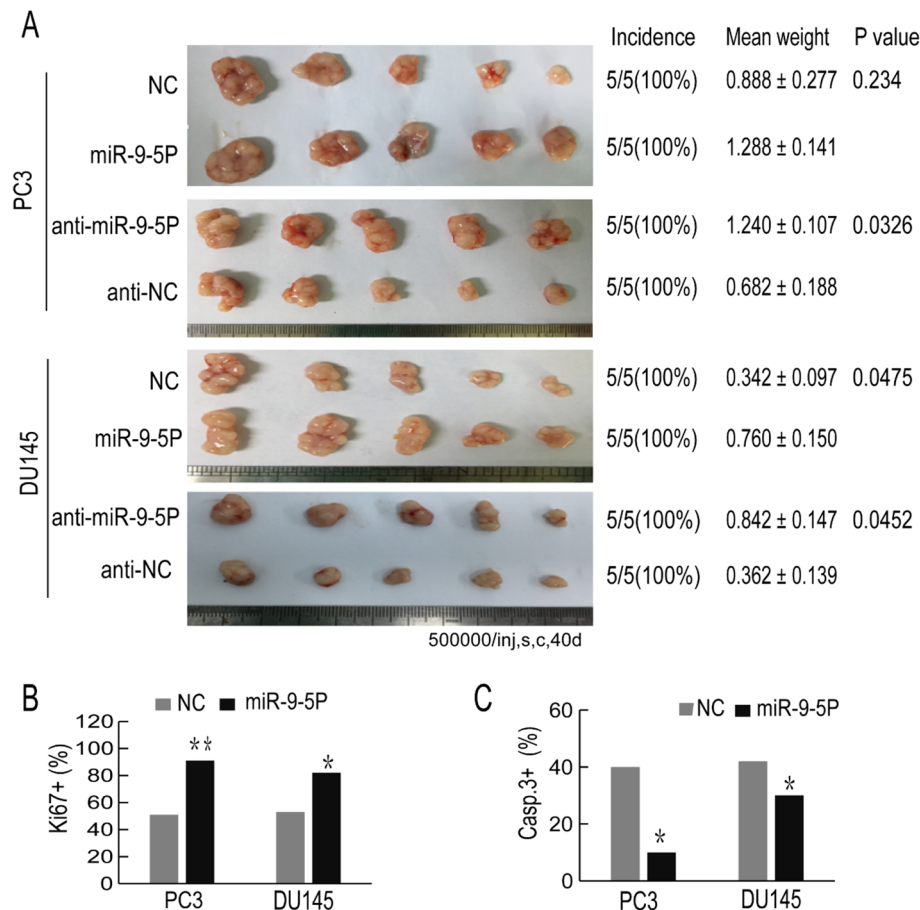 A
Incidence Mean weight P value
PC3
NC 5/5(100%) 0.888 ± 0.277 0.234
miR-9-5P 5/5(100%) 1.288 ± 0.141
anti-miR-9-5P 5/5(100%) 1.240 ± 0.107 0.0326
anti-NC 5/5(100%) 0.682 ± 0.188
DU145
NC 5/5(100%) 0.342 ± 0.097 0.0475
miR-9-5P 5/5(100%) 0.760 ± 0.150
anti-miR-9-5P 5/5(100%) 0.842 ± 0.147 0.0452
anti-NC 5/5(100%) 0.362 ± 0.139
500000/inj,s,c,40d
B
NC miR-9-5P
Ki67+ (%)
120
100
80
60
40
20
0
** *
PC3 DU145
C
NC miR-9-5P
Casp.3+ (%)
60
40
20
0
* *
PC3 DU145